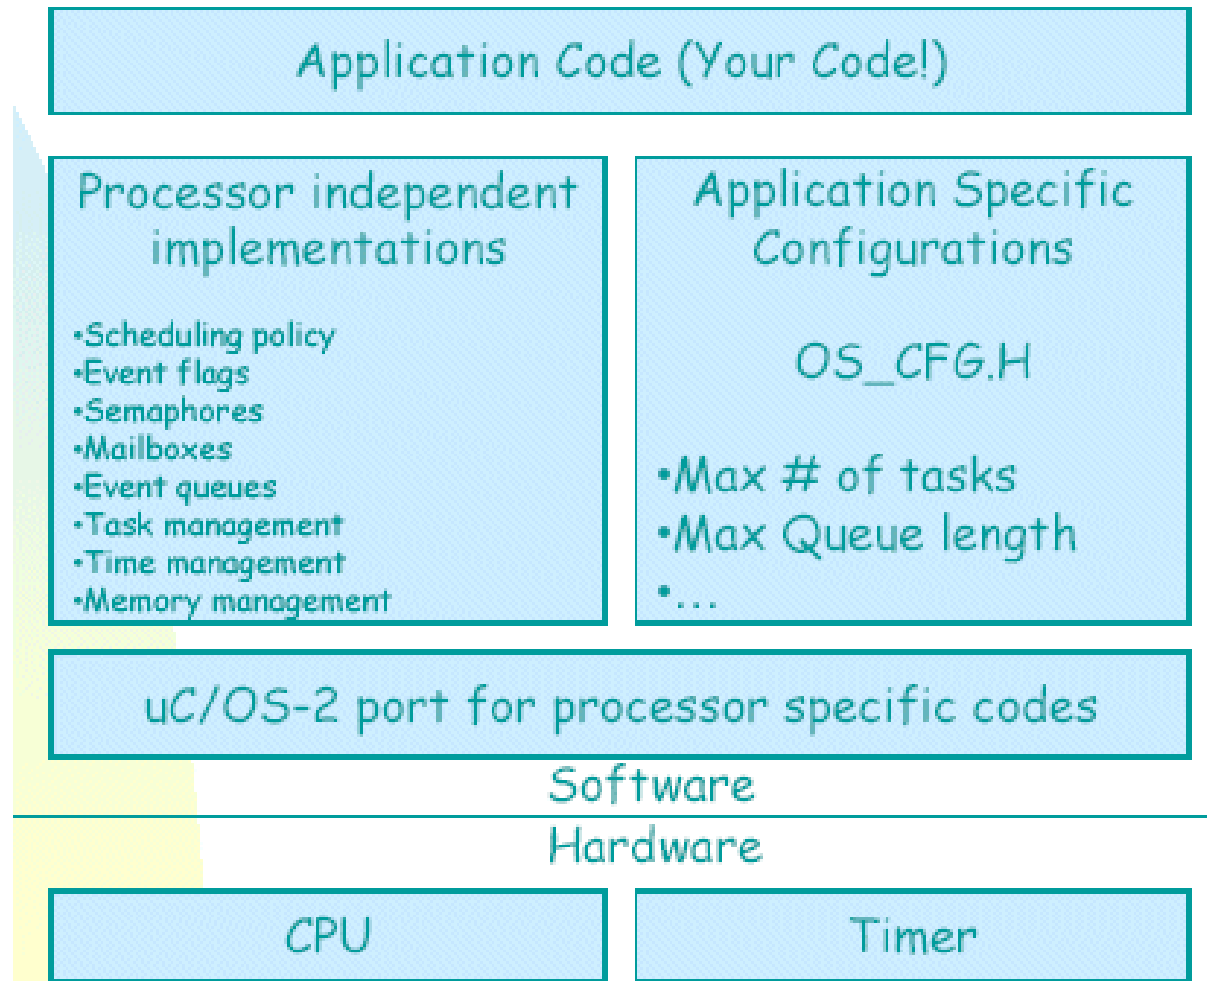 Application Code (Your Code!)
Processor independent
implementations
•Scheduling policy
•Event flags
•Semaphores
•Mailboxes
•Event queues
•Task management
•Time management
•Memory management
Application Specific
Configurations
OS_CFG.H
•Max # of tasks
•Max Queue length
•...
uC/OS-2 port for processor specific codes
Software
Hardware
CPU
Timer